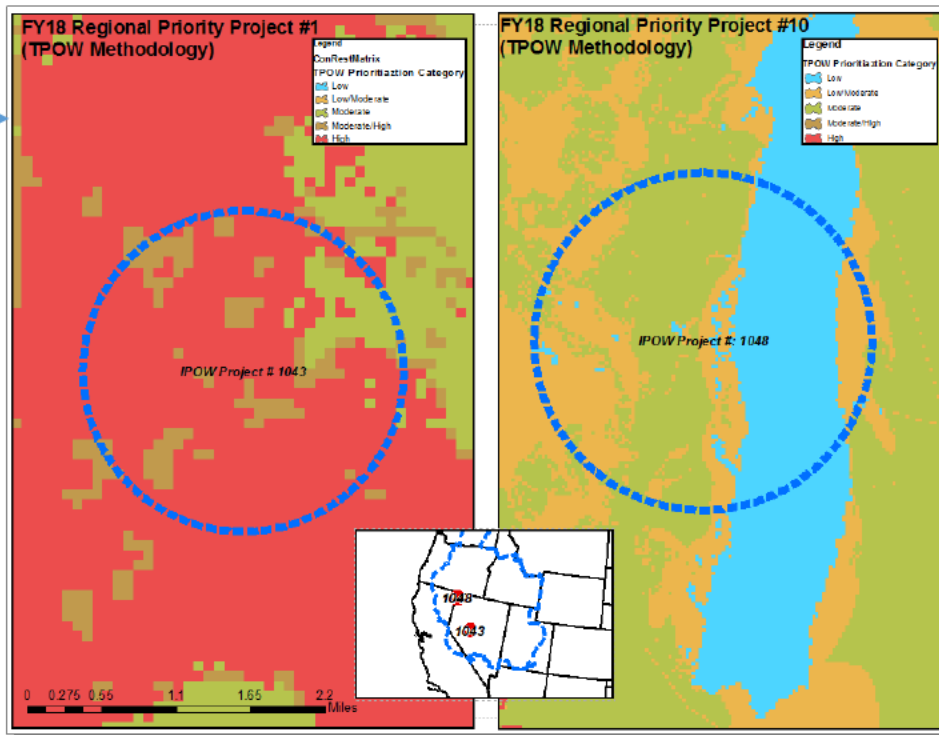 FY18 Regional Priority Project #1
(TPOW Methodology)
Legend
ConRestMatrix
TPOW Prioritiaztion Category
Low
Low/Moderate
Moderate
Moderate/High
High
IPOW Project # 1043
0 0.275 0.55 1.1 1.65 2.2
Miles
FY18 Regional Priority Project #10
(TPOW Methodology)
Legend
TPOW Prioritiaztion Category
Low
Low/Moderate
Moderate
Moderate/High
High
IPOW Project #: 1048
1048
1043